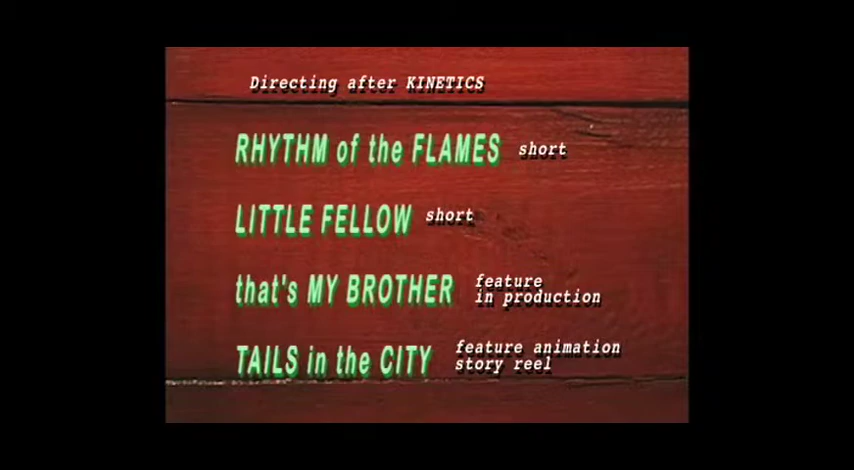 Directing after KINETICS
RHYTHM of the FLAMES short
LITTLE FELLOW short
that's MY BROTHER feature
in production
TAILS in the CITY feature animation
story reel